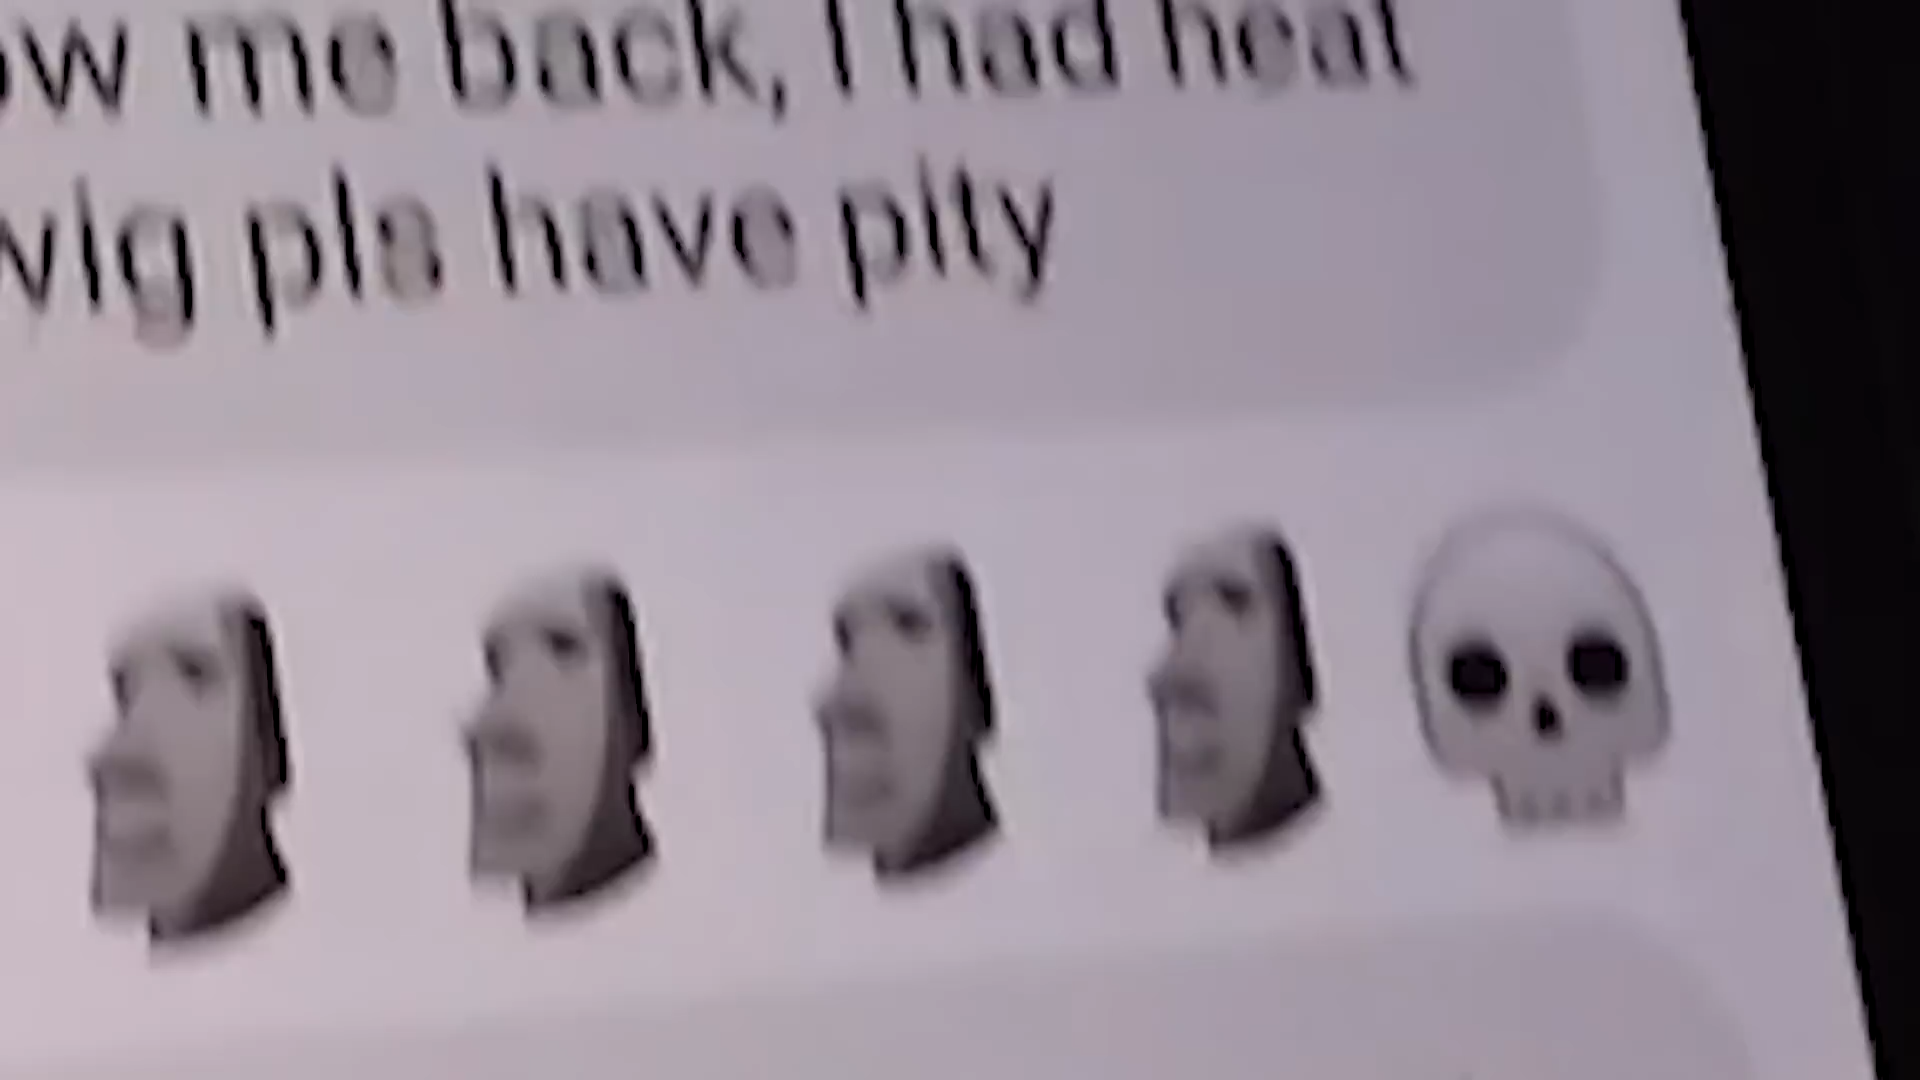 ow me back, I had heat
wig pls have pity
🗿🗿🗿🗿💀